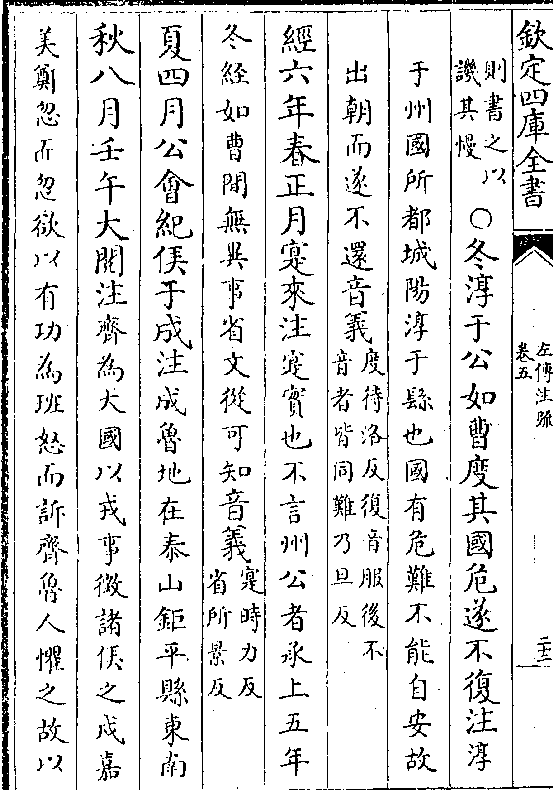 欽定四庫全書
左傳注疏
卷五
二十二
則書之以
譏其慢
○冬淳于公如曹度其國危遂不復注淳
于州國所都城陽淳于縣也國有危難不能自安故
出朝而遂不還音義
度待洛反復音服後不
音者皆同難乃旦反
經六年春正月寔來注寔實也不言州公者承上五年
冬經如曹間無異事省文從可知音義
寔時力反
省所景反
夏四月公會紀侯于成注成魯地在泰山鉅平縣東南
秋八月壬午大閱注齊為大國以戎事徵諸侯之戍嘉
美鄭忽而忽欲以有功為班怒而訴齊魯人懼之故以